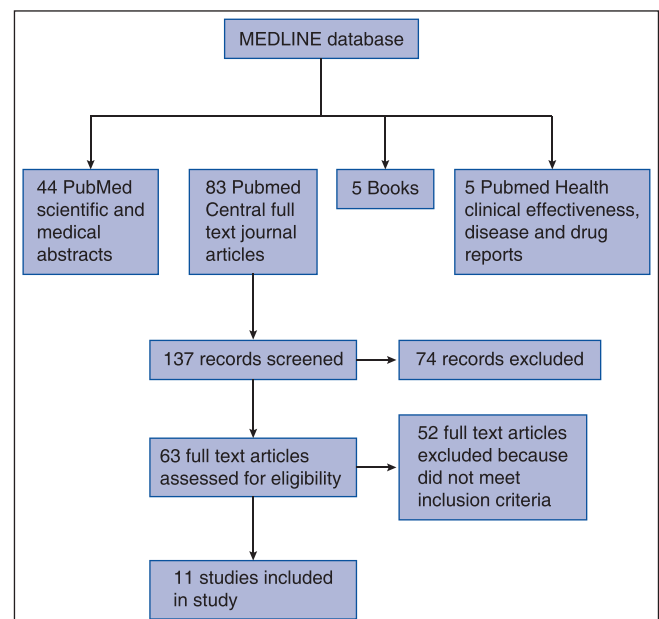 MEDLINE database
44 PubMed
scientific and
medical
abstracts
83 Pubmed
Central full
text journal
articles
5 Books
5 Pubmed Health
clinical effectiveness,
disease and drug
reports
137 records screened
74 records excluded
63 full text articles
assessed for eligibility
52 full text articles
excluded because
did not meet
inclusion criteria
11 studies included
in study